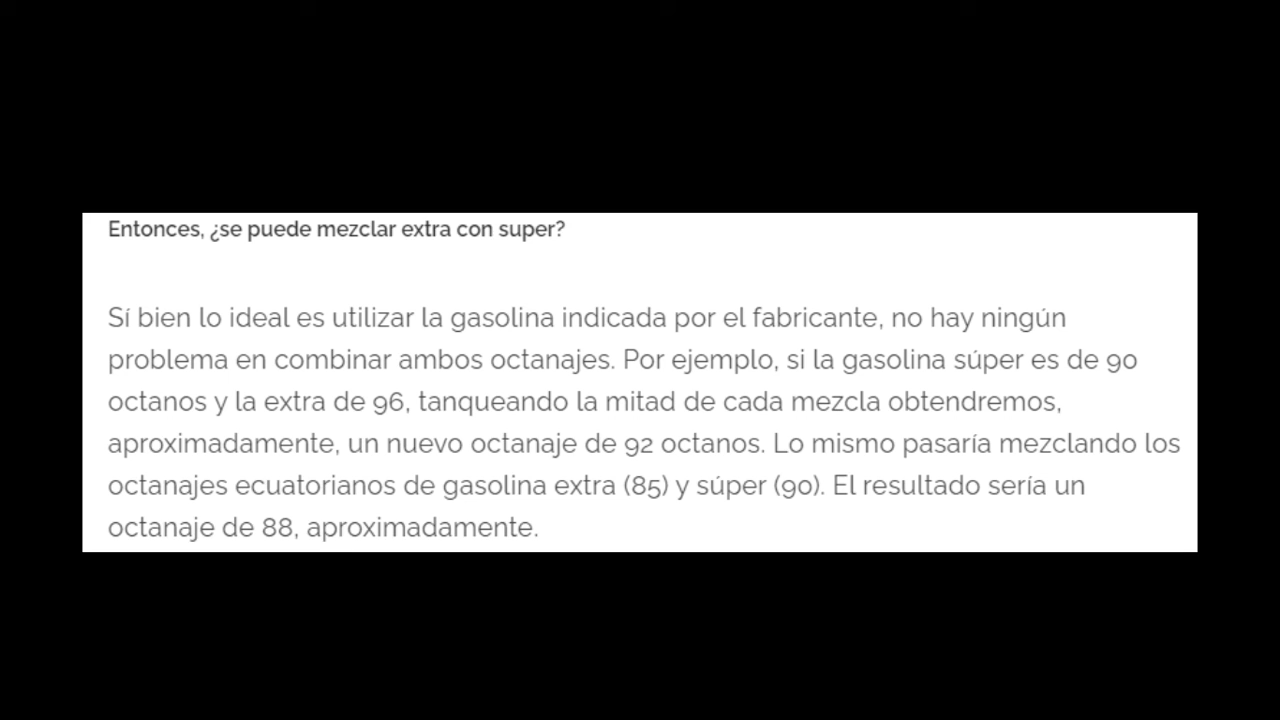 Entonces, ¿se puede mezclar extra con super?
Sí bien lo ideal es utilizar la gasolina indicada por el fabricante, no hay ningún
problema en combinar ambos octanajes. Por ejemplo, si la gasolina súper es de 90
octanos y la extra de 96, tanqueando la mitad de cada mezcla obtendremos,
aproximadamente, un nuevo octanaje de 92 octanos. Lo mismo pasaría mezclando los
octanajes ecuatorianos de gasolina extra (85) y súper (90). El resultado sería un
octanaje de 88, aproximadamente.